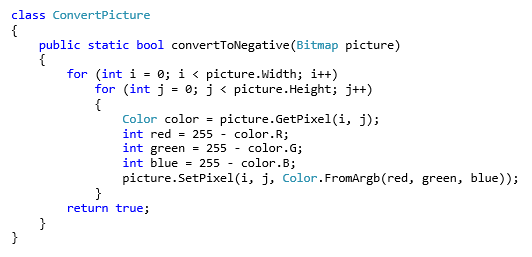 class ConvertPicture
{
    public static bool convertToNegative(Bitmap picture)
    {
        for (int i = 0; i < picture.Width; i++)
            for (int j = 0; j < picture.Height; j++)
            {
                Color color = picture.GetPixel(i, j);
                int red = 255 - color.R;
                int green = 255 - color.G;
                int blue = 255 - color.B;
                picture.SetPixel(i, j, Color.FromArgb(red, green, blue));
            }
        return true;
    }
}